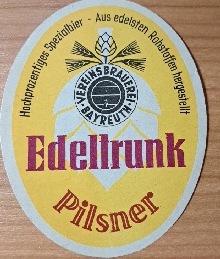 Hochprozentiges Spezialbier - Aus edelsten Rohstoffen hergestellt
VEREINSBRAUEREI
BAYREUTH
Edeltrunk
Pilsner